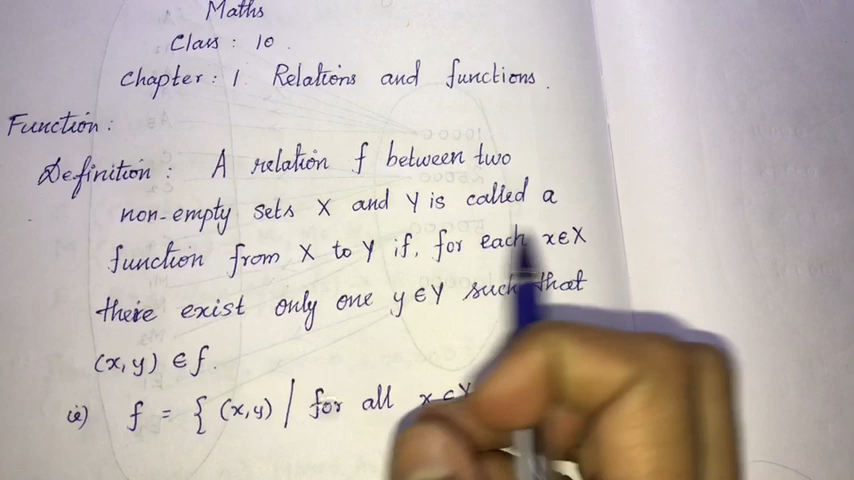 Maths
Class : 10.
Chapter : 1. Relations and functions.
Function :
Definition : A relation f between two
non-empty sets X and Y is called a
function from X to Y if, for each x∈X
there exist only one y∈Y such that
(x,y) ∈ f.
ie) f = { (x,y) | for all x∈X